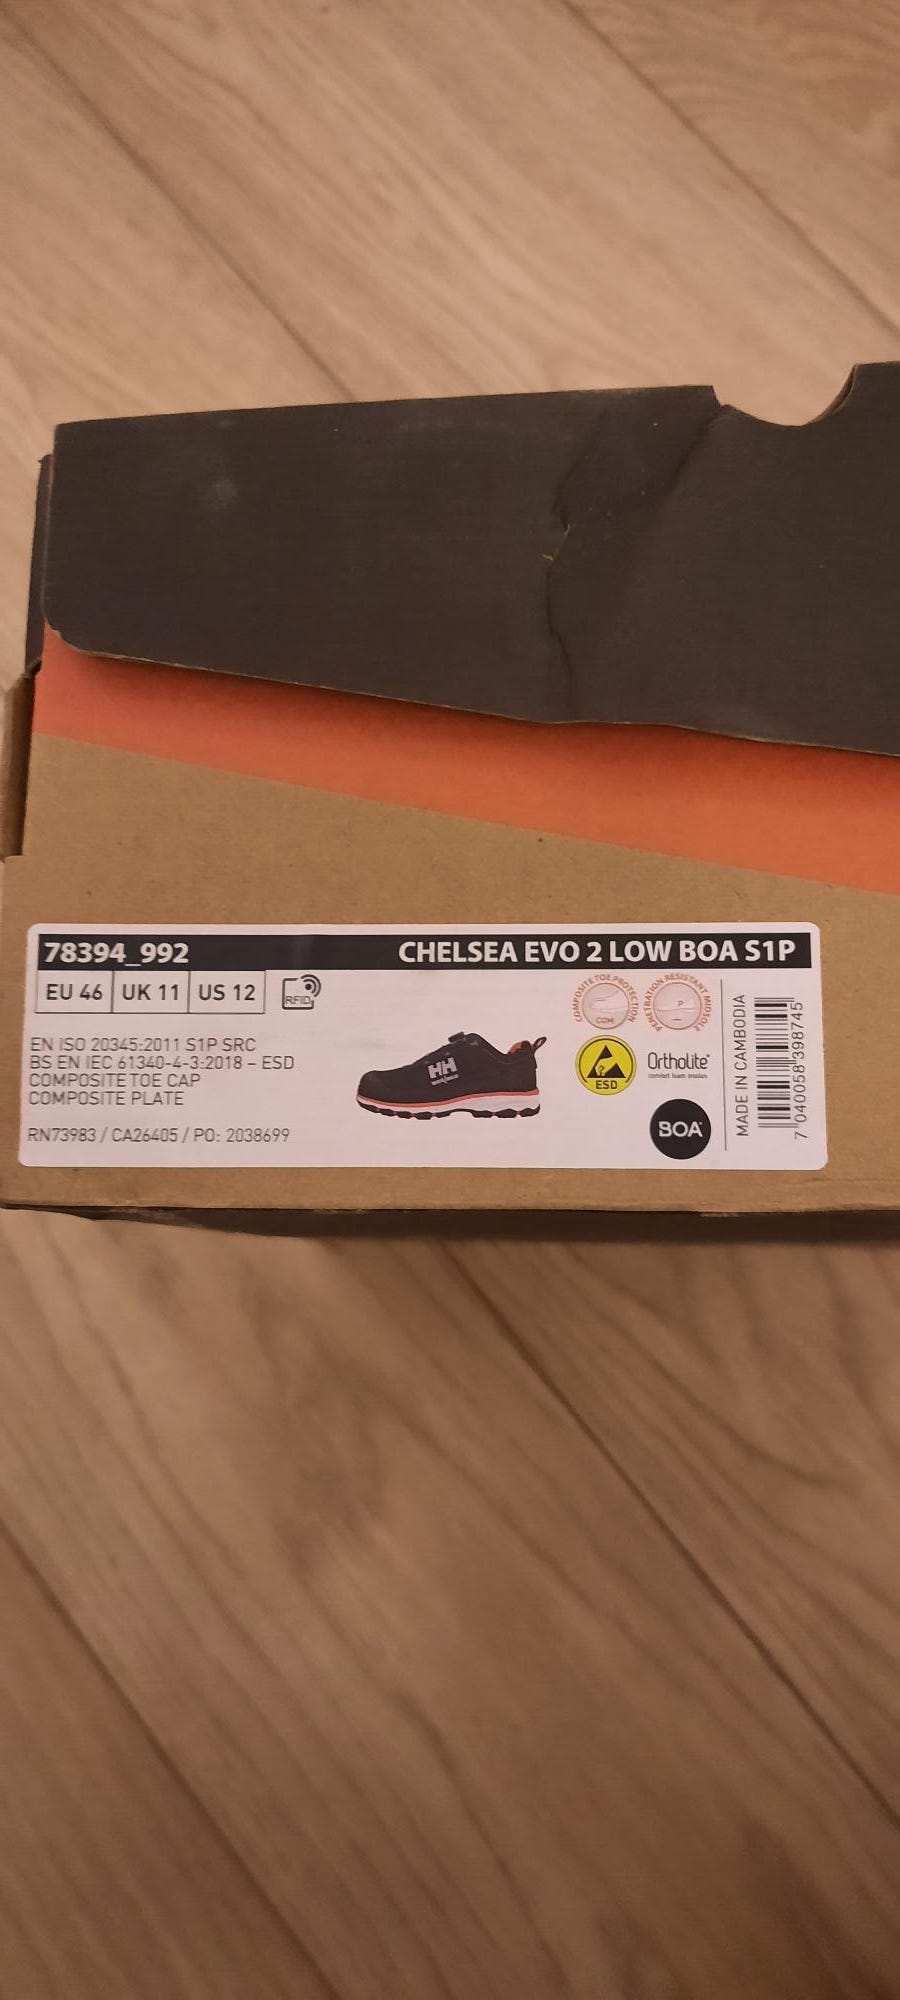 78394_992
CHELSEA EVO 2 LOW BOA S1P
EU 46 UK 11 US 12
RFID
EN ISO 20345:2011 S1P SRC
BS EN IEC 61340-4-3:2018 – ESD
COMPOSITE TOE CAP
COMPOSITE PLATE
RN73983 / CA26405 / PO: 2038699
HH
COMPOSITE TOE PROTECTION
COM
PENETRATION RESISTANT MIDSOLE
P
ESD
OrthoLite®
comfort foam insoles
BOA
MADE IN CAMBODIA
7 040058 398745